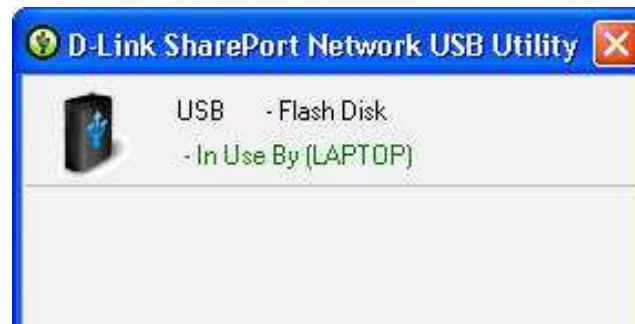 D-Link SharePort Network USB Utility
USB - Flash Disk
- In Use By (LAPTOP)